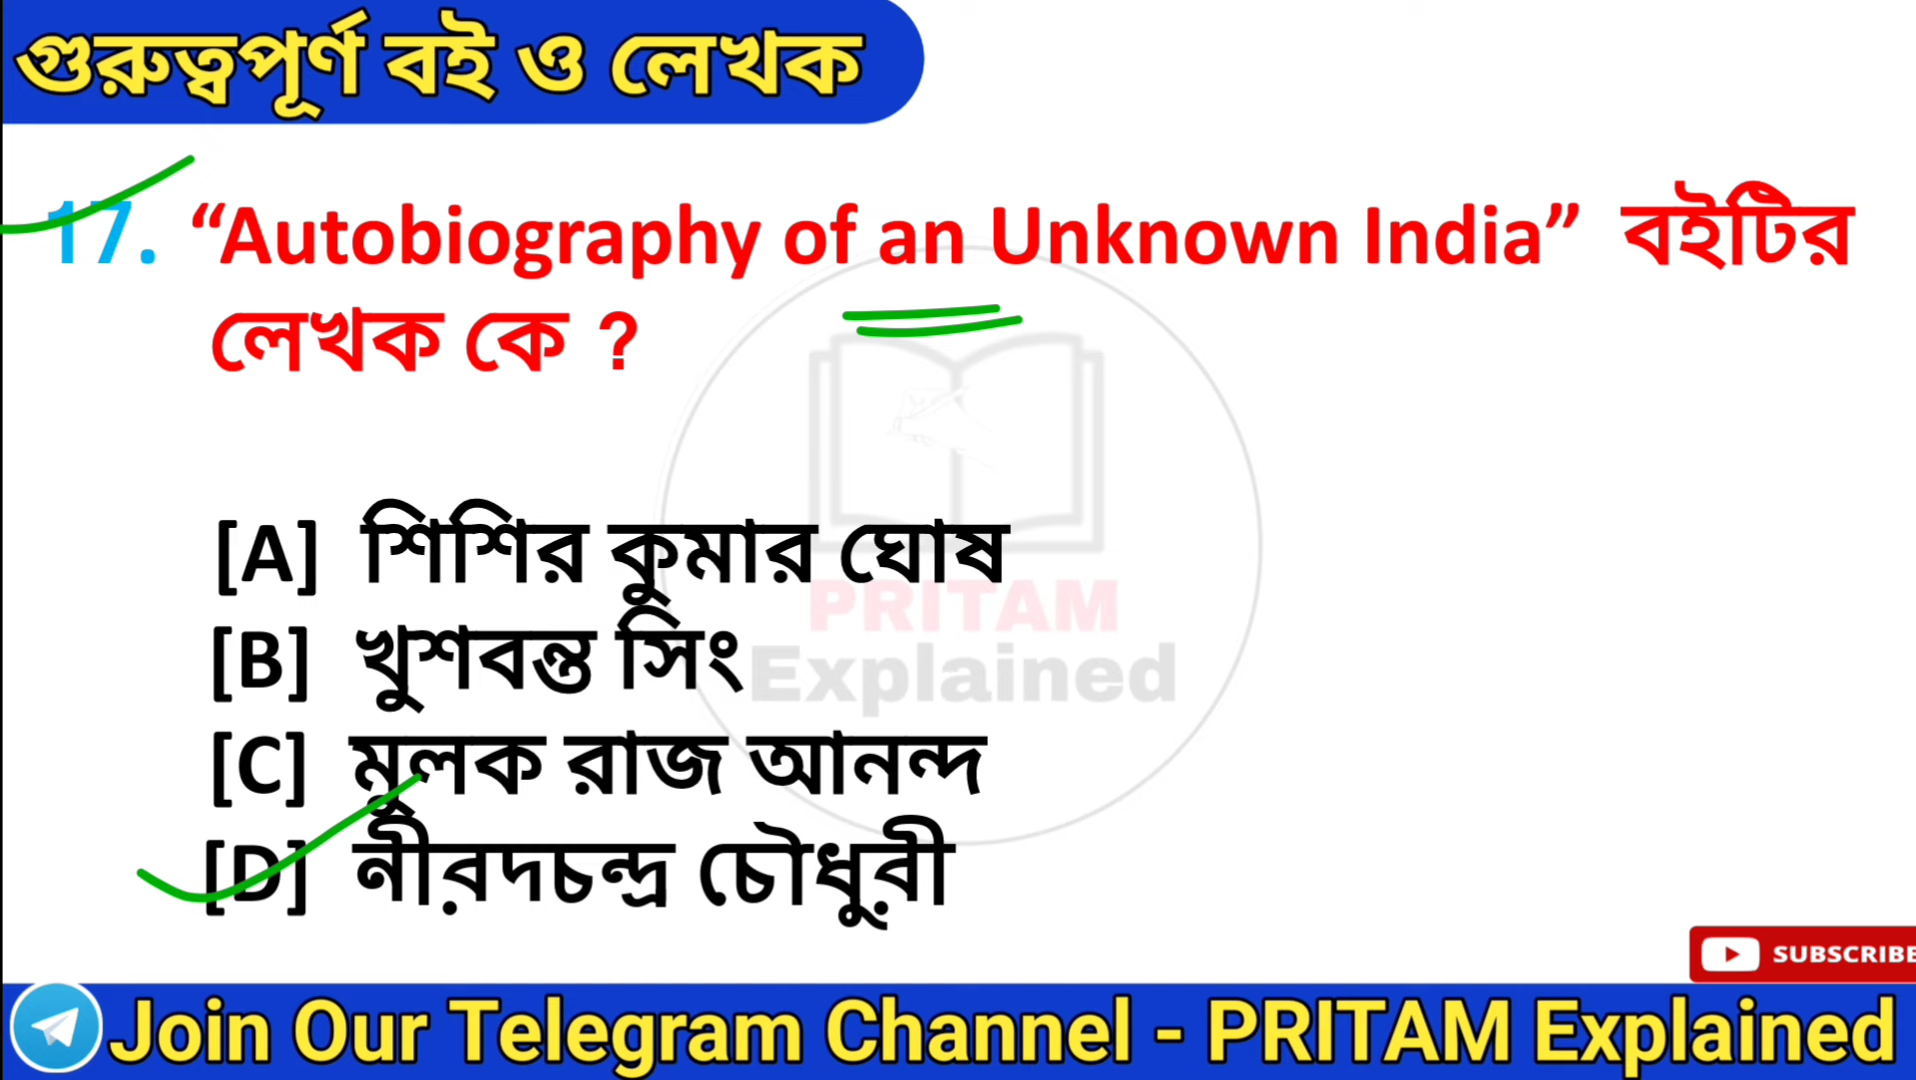 গুরুত্বপূর্ণ বই ও লেখক
17. “Autobiography of an Unknown India” বইটির
লেখক কে ?
[A] শিশির কুমার ঘোষ
[B] খুশবন্ত সিং
[C] মুলক রাজ আনন্দ
[D] নীরদচন্দ্র চৌধুরী
PRITAM
Explained
SUBSCRIBE
Join Our Telegram Channel - PRITAM Explained